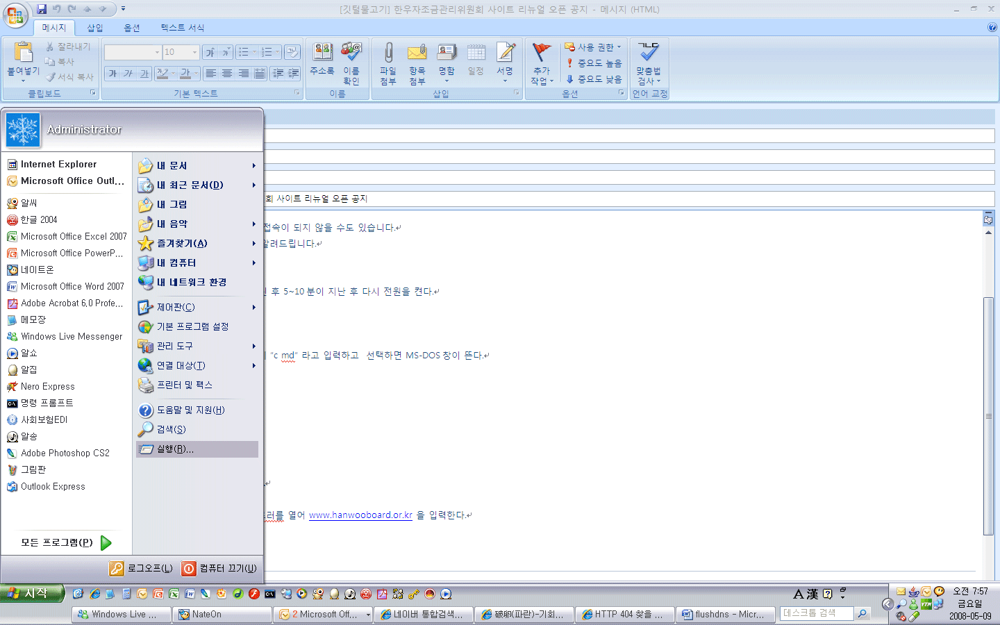 [깃털물고기] 한우자조금관리위원회 사이트 리뉴얼 오픈 공지 - 메시지 (HTML)
메시지 삽입 옵션 텍스트 서식
붙여넣기
잘라내기
복사
서식 복사
클립보드
10
가 가 가 가 가
기본 텍스트
주소록
이름 확인
이름
파일 첨부
항목 첨부
명함
일정
서명
삽입
추가 작업
사용 권한
중요도 높음
중요도 낮음
옵션
맞춤법 검사
언어 교정
Administrator
Internet Explorer
Microsoft Office Outl...
알씨
한글 2004
Microsoft Office Excel 2007
Microsoft Office PowerP...
네이트온
Microsoft Office Word 2007
Adobe Acrobat 6,0 Profe...
메모장
Windows Live Messenger
알쇼
알집
Nero Express
명령 프롬프트
사회보험EDI
알송
Adobe Photoshop CS2
그림판
Outlook Express
모든 프로그램(P)
내 문서
내 최근 문서(D)
내 그림
내 음악
즐겨찾기(A)
내 컴퓨터
내 네트워크 환경
제어판(C)
기본 프로그램 설정
관리 도구
연결 대상(T)
프린터 및 팩스
도움말 및 지원(H)
검색(S)
실행(R)...
로그오프(L) 컴퓨터 끄기(U)
회 사이트 리뉴얼 오픈 공지
접속이 되지 않을 수도 있습니다.
알려드립니다.
후 5~10분이 지난 후 다시 전원을 켠다.
"c md" 라고 입력하고 선택하면 MS-DOS창이 뜬다.
러를 열어 www.hanwooboard.or.kr 을 입력한다.
시작
A 漢
오전 7:57
금요일
2008-05-09
Windows Live ...
NateOn
2 Microsoft Off...
네이버 통합검색...
破卵(파란)-기회...
HTTP 404 찾을 ...
flushdns - Micr...
데스크톱 검색